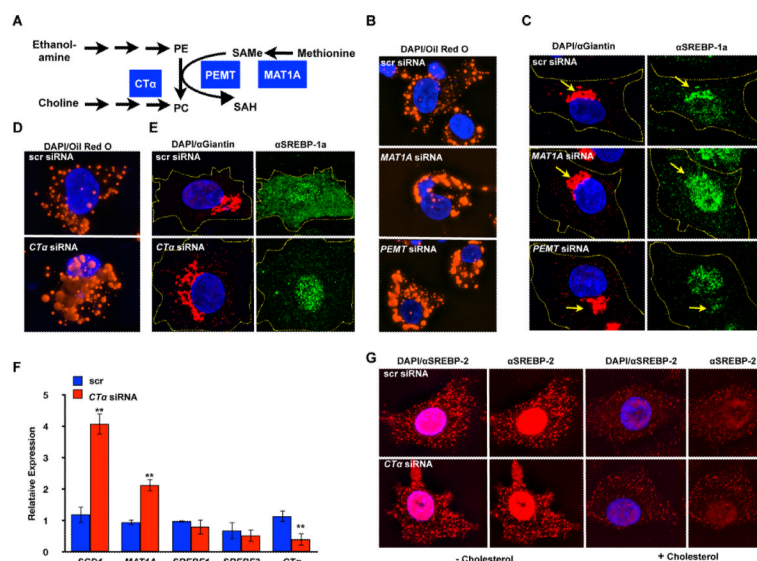 A
Ethanol-
amine
PE
SAMe
Methionine
CTα
PEMT
MAT1A
Choline
PC
SAH
B
DAPI/Oil Red O
scr siRNA
MAT1A siRNA
PEMT siRNA
C
DAPI/αGiantin
αSREBP-1a
scr siRNA
MAT1A siRNA
PEMT siRNA
D
DAPI/Oil Red O
scr siRNA
CTα siRNA
E
DAPI/αGiantin
αSREBP-1a
scr siRNA
CTα siRNA
F
scr
CTα siRNA
Relataive Expression
5
4
3
2
1
0
**
**
**
G
DAPI/αSREBP-2
αSREBP-2
DAPI/αSREBP-2
αSREBP-2
scr siRNA
CTα siRNA
- Cholesterol
+ Cholesterol